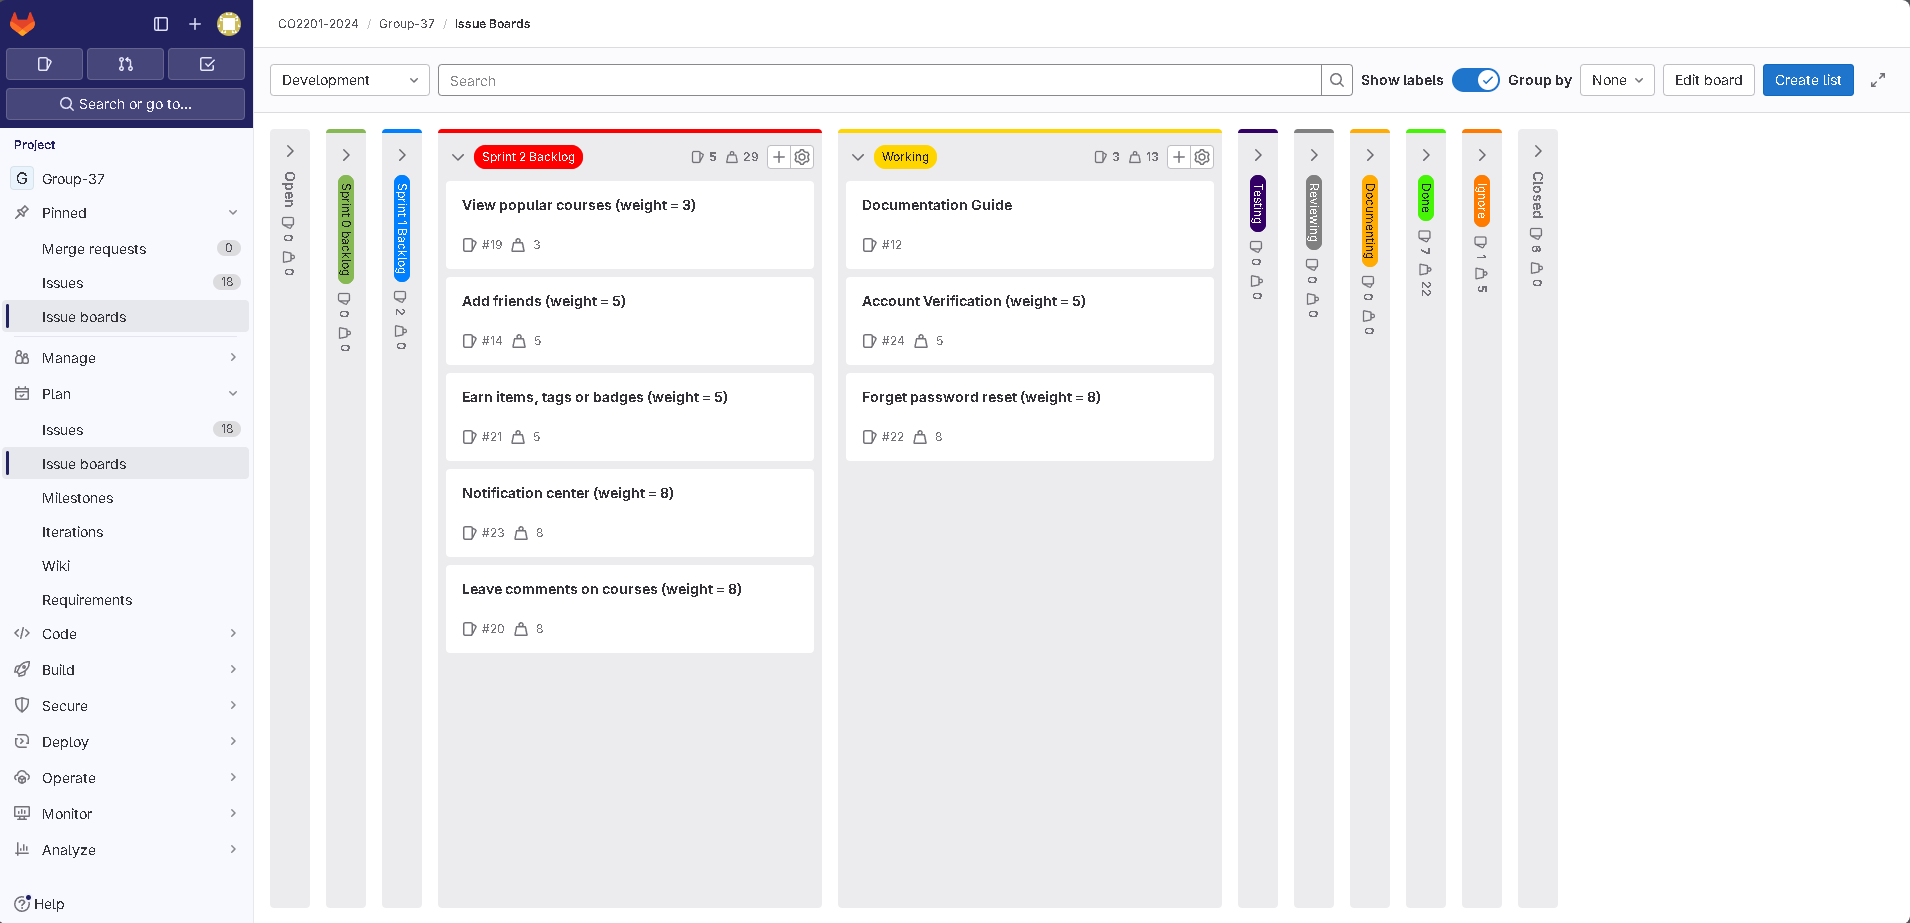 CO2201-2024 / Group-37 / Issue Boards
Search or go to...
Project
G Group-37
Pinned
Merge requests 0
Issues 18
Issue boards
Manage
Plan
Issues 18
Issue boards
Milestones
Iterations
Wiki
Requirements
Code
Build
Secure
Deploy
Operate
Monitor
Analyze
Help
Development
Search
Show labels
Group by
None
Edit board
Create list
Open 0 0
Sprint 0 backlog 0 0
Sprint 1 Backlog 2 0
Sprint 2 Backlog 5 29
View popular courses (weight = 3)
#19 3
Add friends (weight = 5)
#14 5
Earn items, tags or badges (weight = 5)
#21 5
Notification center (weight = 8)
#23 8
Leave comments on courses (weight = 8)
#20 8
Working 3 13
Documentation Guide
#12
Account Verification (weight = 5)
#24 5
Forget password reset (weight = 8)
#22 8
Testing 0 0
Reviewing 0 0
Documenting 0 0
Done 7 22
Ignore 1 5
Closed 6 0